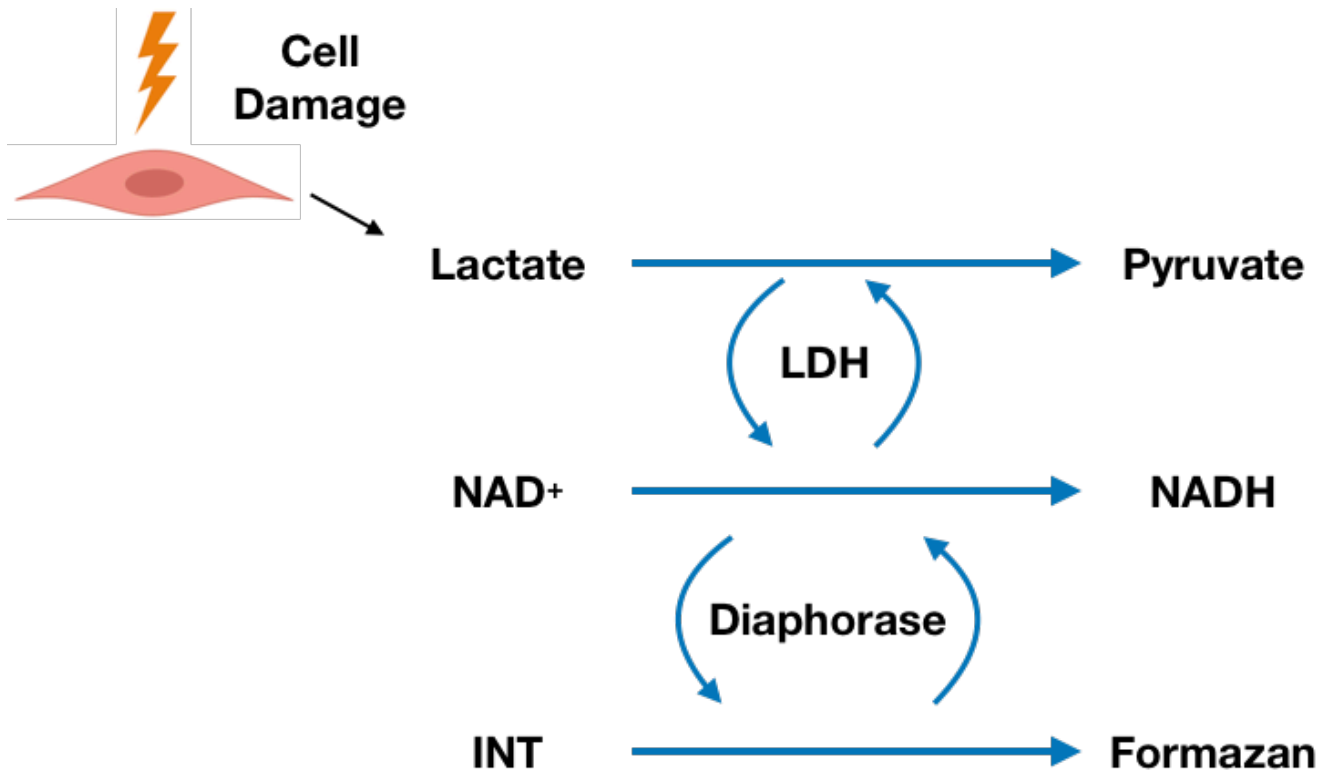 Cell
Damage
Lactate
Pyruvate
LDH
NAD+
NADH
Diaphorase
INT
Formazan